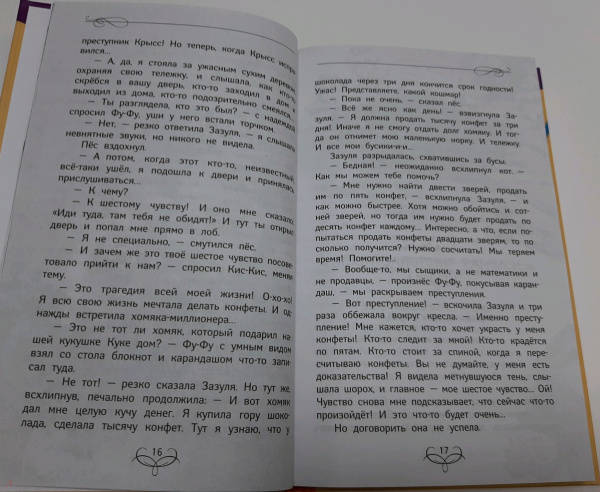 преступник Крысс! Но теперь, когда Крысс испра-
вился...
— А, да, я стояла за ужасным сухим деревом,
охраняя свою тележку, и слышала, как кто-то
скрёбся в вашу дверь, кто-то заходил в дом и
выходил из дома, кто-то подозрительно смеялся...
— Ты разглядела, кто это был? — с надеждой
спросил Фу-Фу, уши у него встали торчком.
— Нет, — резко ответила Зазуля, — я слышала
невнятные звуки, но никого не видела.
Пёс вздохнул.
— А потом, когда этот кто-то, неизвестный,
всё-таки ушёл, я подошла к двери и принялась
прислушиваться...
— К чему?
— К шестому чувству! И оно мне сказало:
«Иди туда, там тебя не обидят!» И тут ты открыл
дверь и попал мне прямо в лоб.
— Я не специально, — смутился пёс.
— И зачем же это твоё шестое чувство посове-
товало прийти к нам? — спросил Кис-Кис, меняя
тему.
— Это трагедия всей моей жизни! О-хо-хо!
Я всю свою жизнь мечтала делать конфеты. И од-
нажды встретила хомяка-миллионера...
— Это не тот ли хомяк, который подарил на-
шей кукушке Куке дом? — Фу-Фу с умным видом
взял со стола блокнот и карандашом что-то запи-
сал туда.
— Не тот! — резко сказала Зазуля. Но тут же,
всхлипнув, печально продолжила: — И вот хомяк
дал мне целую кучу денег. Я купила гору шоко-
лада, сделала тысячу конфет. Тут я узнаю, что у
16
шоколада через три дня кончится срок годности!
Ужас! Представляете, какой кошмар!
— Пока не очень, — сказал пёс.
— Всё же ясно как день! — взвизгнула За-
зуля. — Я должна продать тысячу конфет за три
дня! Иначе я не смогу отдать долг хомяку. И тог-
да он отнимет мою маленькую норку. И тележку.
И все мои бусики-и-и...
Зазуля разрыдалась, схватившись за бусы.
— Бедная! — неожиданно всхлипнул кот. —
Как мы можем тебе помочь?
— Мне нужно найти двести зверей, продать
им по пять конфет, — всхлипнула Зазуля, — и
как можно быстрее. Хотя можно обойтись и сот-
ней зверей, но тогда им нужно будет продать по
десять конфет каждому... Интересно, а что, если по-
пытаться продать конфеты двадцати зверям, то по
сколько получится? Нужно сосчитать! Мы теряем
время! Помогите!..
— Вообще-то, мы сыщики, а не математики и
не продавцы, — произнёс Фу-Фу, покусывая каран-
даш, — мы раскрываем преступления.
— Вот преступление! — вскочила Зазуля и три
раза оббежала вокруг кресла. — Именно преступ-
ление! Мне кажется, кто-то хочет украсть у меня
конфеты! Кто-то следит за мной! Кто-то крадётся
по пятам. Кто-то стоит за спиной, когда я пере-
считываю конфеты. Вы не думайте, у меня есть
доказательства! Я видела метнувшуюся тень, слы-
шала шорох, и главное — мое шестое чувство... Ой!
Чувство снова мне подсказывает, что сейчас что-то
произойдёт! И это что-то будет очень...
Но договорить она не успела.
17